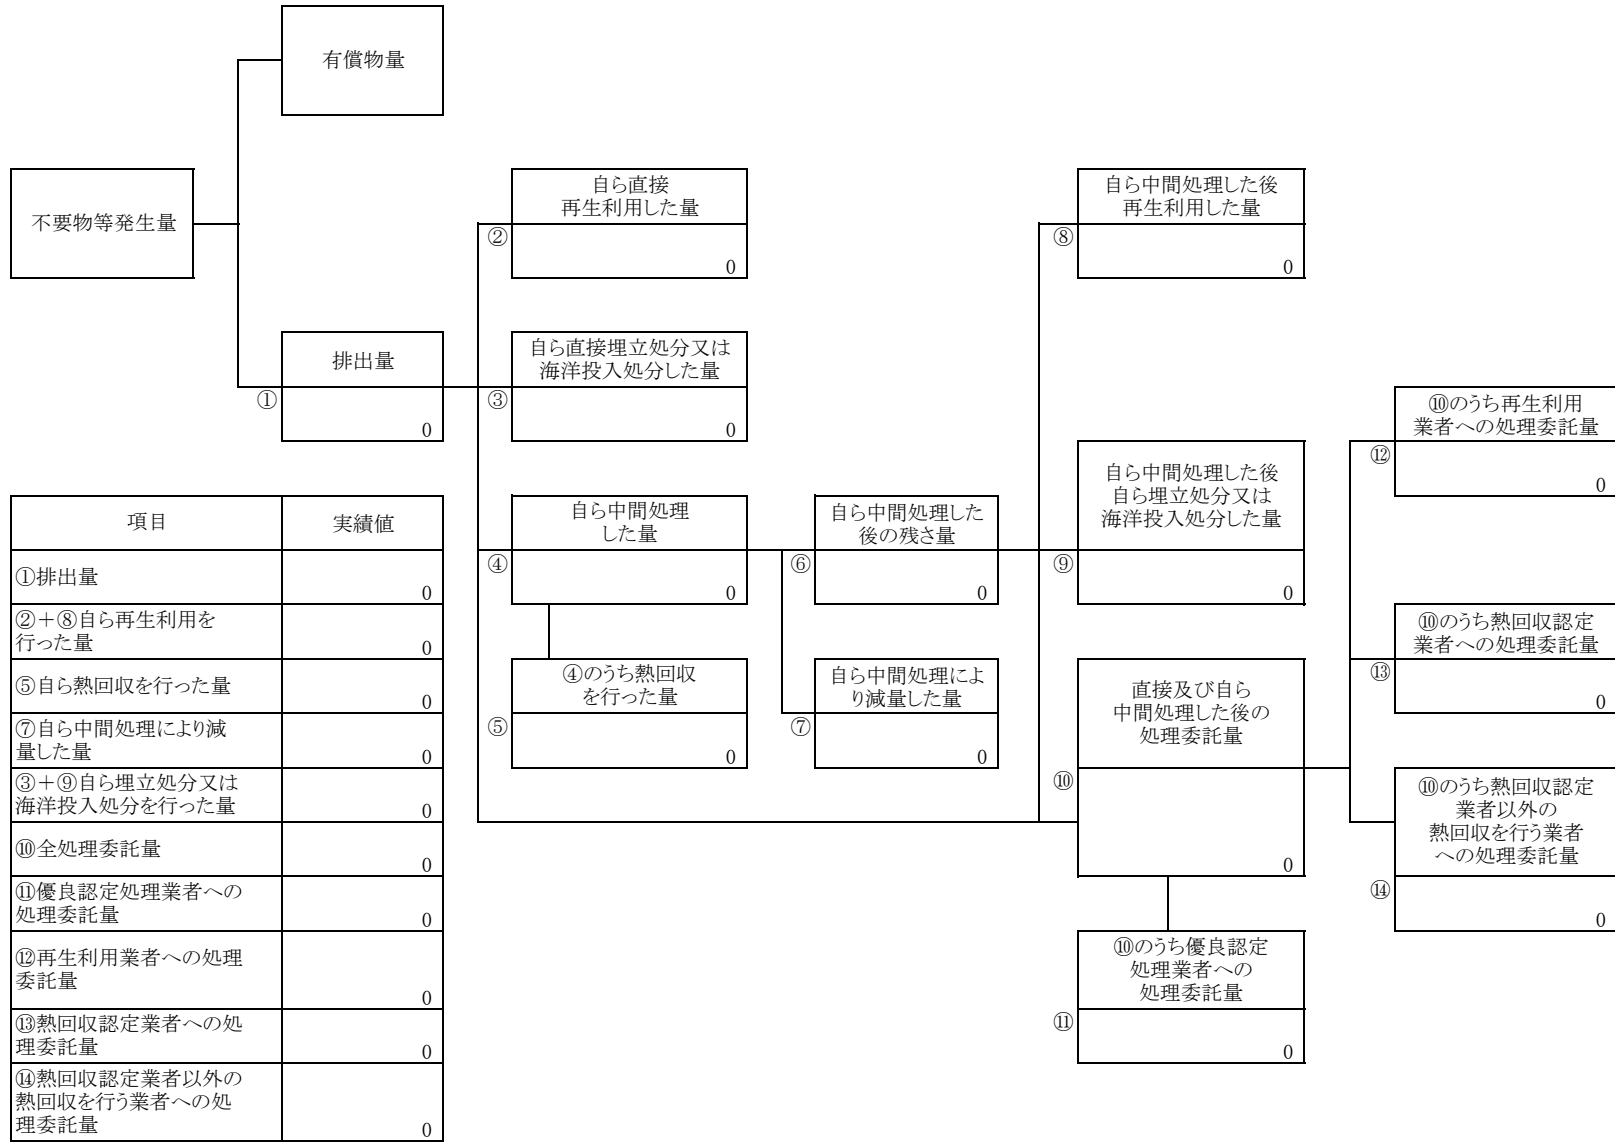 有償物量
不要物等発生量
自ら直接
再生利用した量
②
0
自ら中間処理した後
再生利用した量
⑧
0
排出量
①
0
自ら直接埋立処分又は
海洋投入処分した量
③
0
⑩のうち再生利用
業者への処理委託量
⑫
0
自ら中間処理した後
自ら埋立処分又は
海洋投入処分した量
⑨
0
自ら中間処理
した量
④
0
自ら中間処理した
後の残さ量
⑥
0
⑩のうち熱回収認定
業者への処理委託量
⑬
0
④のうち熱回収
を行った量
⑤
0
自ら中間処理によ
り減量した量
⑦
0
直接及び自ら
中間処理した後の
処理委託量
⑩
0
⑩のうち熱回収認定
業者以外の
熱回収を行う業者
への処理委託量
⑭
0
⑩のうち優良認定
処理業者への
処理委託量
⑪
0
項目 実績値
①排出量
0
②+⑧自ら再生利用を
行った量 0
⑤自ら熱回収を行った量
0
⑦自ら中間処理により減
量した量 0
③+⑨自ら埋立処分又は
海洋投入処分を行った量 0
⑩全処理委託量
0
⑪優良認定処理業者への
処理委託量 0
⑫再生利用業者への処理
委託量
0
⑬熱回収認定業者への処
理委託量 0
⑭熱回収認定業者以外の
熱回収を行う業者への処
理委託量 0